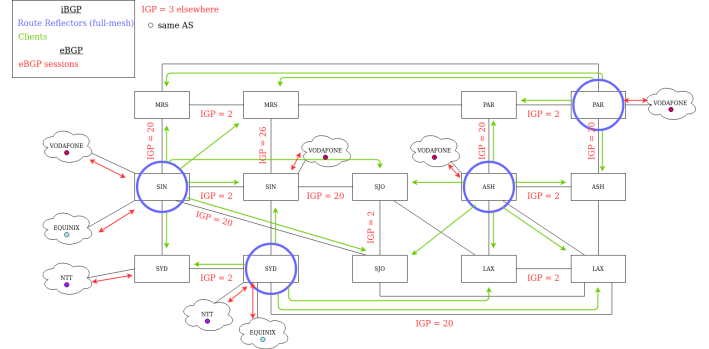 iBGP
Route Reflectors (full-mesh)
Clients
eBGP
eBGP sessions
IGP = 3 elsewhere
same AS
MRS
IGP = 2
MRS
PAR
IGP = 2
PAR
VODAFONE
IGP = 20
IGP = 26
IGP = 20
IGP = 20
VODAFONE
VODAFONE
VODAFONE
SIN
IGP = 2
SIN
IGP = 20
SJO
ASH
IGP = 2
ASH
EQUINIX
IGP = 20
IGP = 2
NTT
SYD
IGP = 2
SYD
SJO
LAX
IGP = 2
LAX
NTT
EQUINIX
IGP = 20